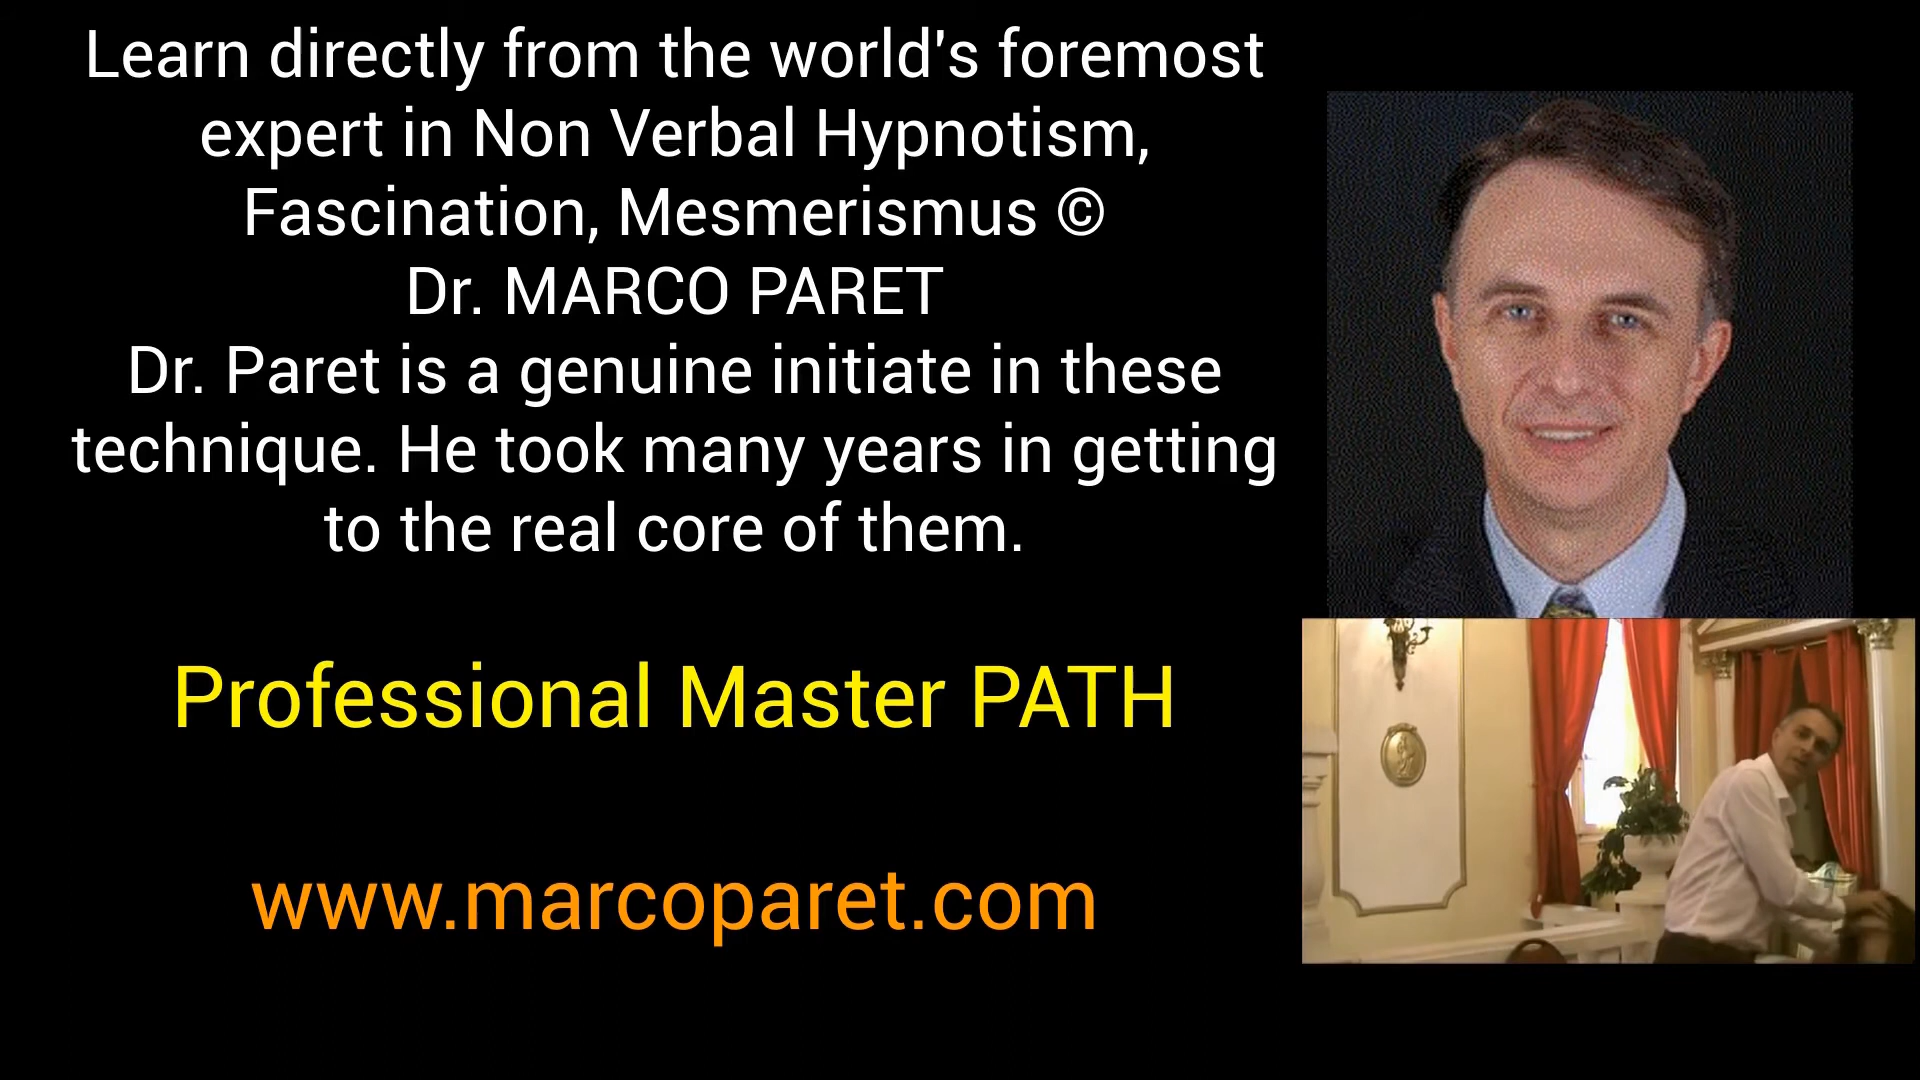 Learn directly from the world's foremost
expert in Non Verbal Hypnotism,
Fascination, Mesmerismus ©
Dr. MARCO PARET
Dr. Paret is a genuine initiate in these
technique. He took many years in getting
to the real core of them.
Professional Master PATH
www.marcoparet.com